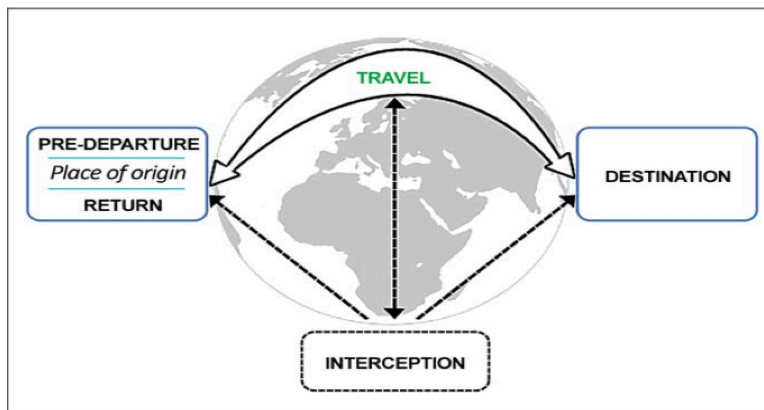 TRAVEL
PRE-DEPARTURE
Place of origin
RETURN
DESTINATION
INTERCEPTION